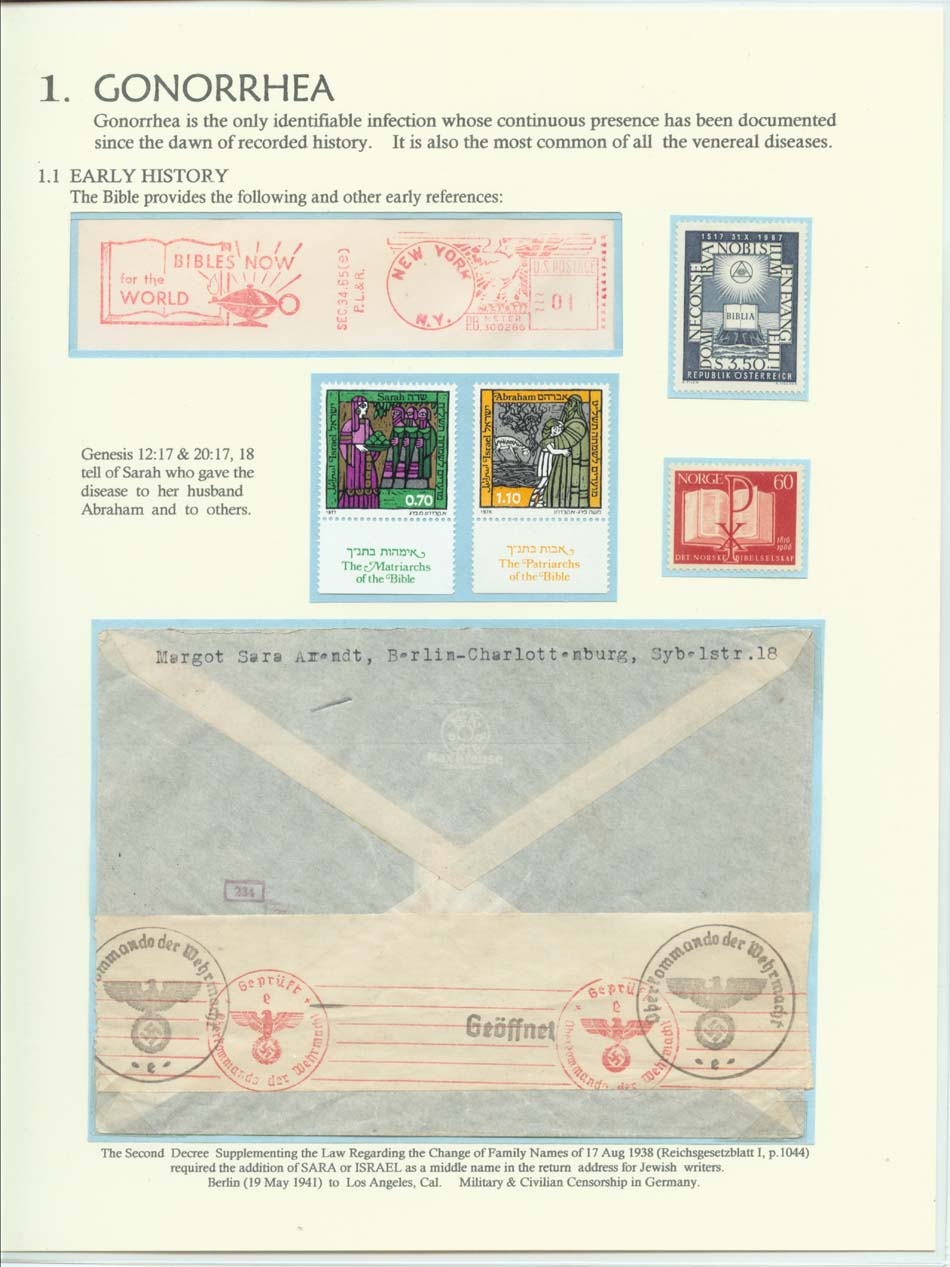 1. GONORRHEA
Gonorrhea is the only identifiable infection whose continuous presence has been documented
since the dawn of recorded history. It is also the most common of all the venereal diseases.
1.1 EARLY HISTORY
The Bible provides the following and other early references:
BIBLES NOW
for the
WORLD
SEC.34.65(e)
P.L.&R.
NEW YORK
N.Y.
U.S. POSTAGE
01
P.B. METER
300286
1517 31.X. 1967
DOMINE CONSERVA NOBIS LUMEN EVANGELII
BIBLIA
S 3.50
REPUBLIK ÖSTERREICH
Genesis 12:17 & 20:17, 18
tell of Sarah who gave the
disease to her husband
Abraham and to others.
Sarah שרה
ישראל Israel
0.70
1977
אימהות בתנ״ך
The Matriarchs
of the Bible
Abraham אברהם
ישראל Israel
1.10
אבות בתנ״ך
The Patriarchs
of the Bible
NORGE 60
1816
1966
DET NORSKE BIBELSELSKAP
Margot Sara Arendt, Berlin-Charlottenburg, Sybelstr.18
234
ommando der Wehrmacht
e
Geprüft
e
Oberkommando der Wehrmacht
Geöffnet
Geprüf
e
Oberkommando der Wehrmacht
Oberkommando der Wehrmacht
e
The Second Decree Supplementing the Law Regarding the Change of Family Names of 17 Aug 1938 (Reichsgesetzblatt I, p.1044)
required the addition of SARA or ISRAEL as a middle name in the return address for Jewish writers.
Berlin (19 May 1941) to Los Angeles, Cal. Military & Civilian Censorship in Germany.